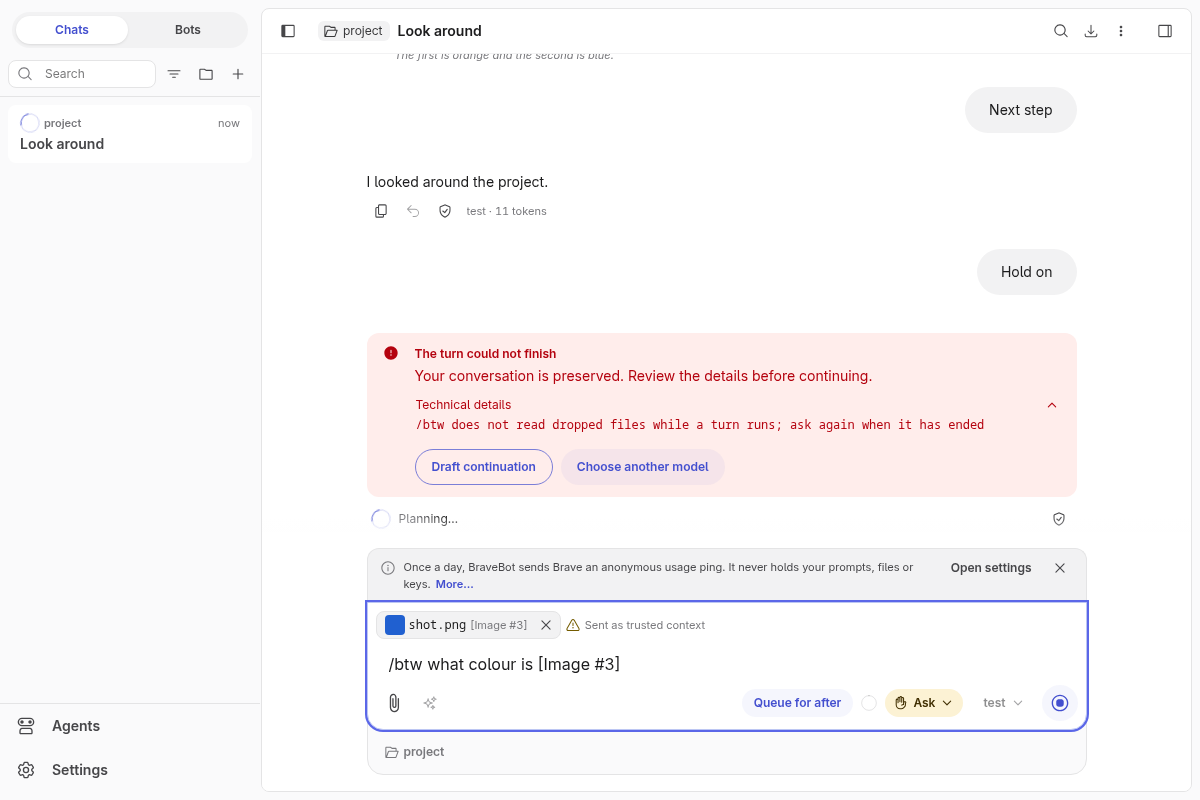 Chats
Bots
project
Look around
Search
The first is orange and the second is blue.
project
now
Look around
Next step
I looked around the project.
test · 11 tokens
Hold on
The turn could not finish
Your conversation is preserved. Review the details before continuing.
Technical details
/btw does not read dropped files while a turn runs; ask again when it has ended
Draft continuation
Choose another model
Planning...
Once a day, BraveBot sends Brave an anonymous usage ping. It never holds your prompts, files or
keys. More...
Open settings
shot.png [Image #3]
Sent as trusted context
/btw what colour is [Image #3]
Queue for after
Ask
test
project
Agents
Settings